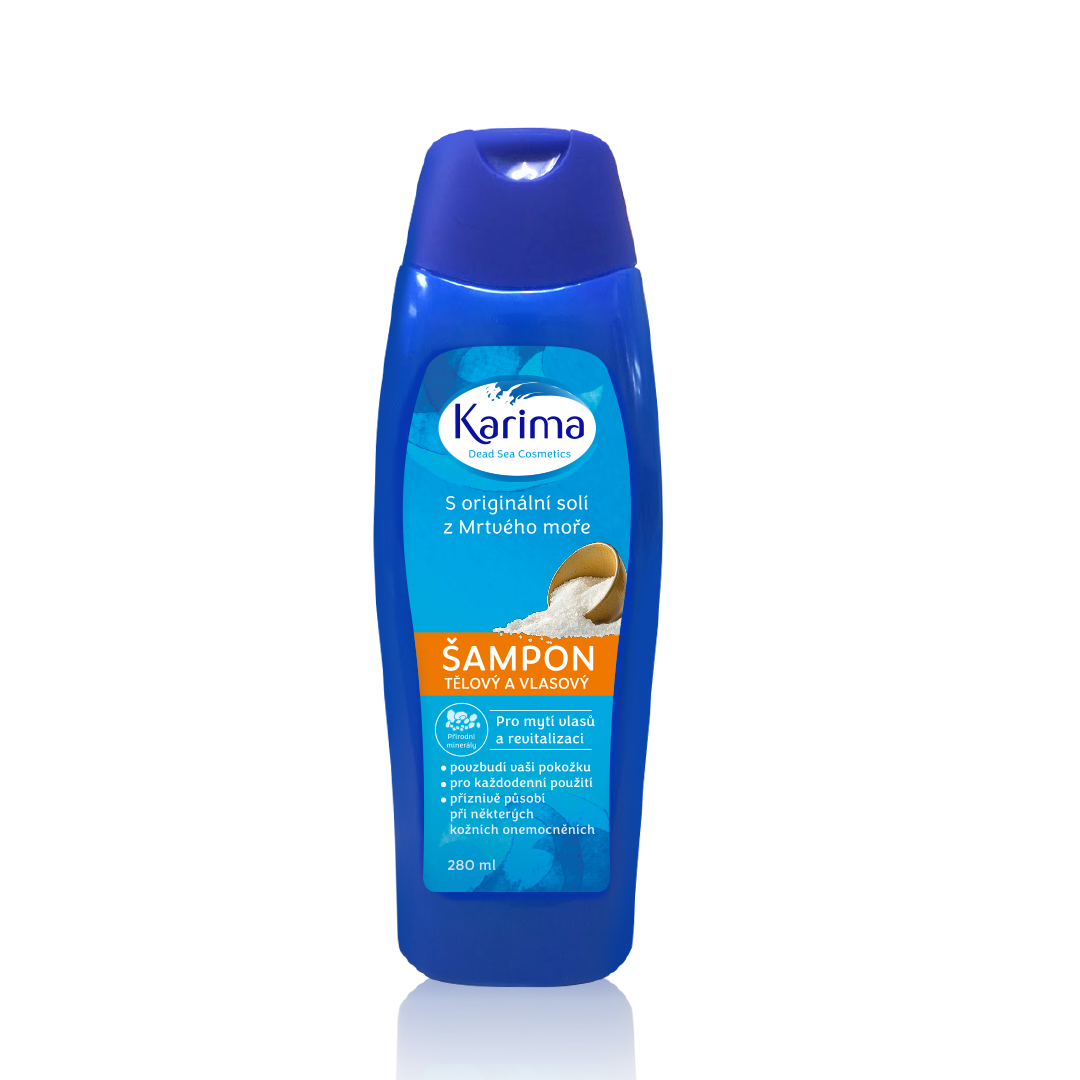 Karima
Dead Sea Cosmetics
S originální solí
z Mrtvého moře
ŠAMPON
TĚLOVÝ A VLASOVÝ
Přírodní
minerály
Pro mytí vlasů
a revitalizaci
• povzbudí vaši pokožku
• pro každodenní použití
• příznivě působí
při některých
kožních onemocněních
280 ml